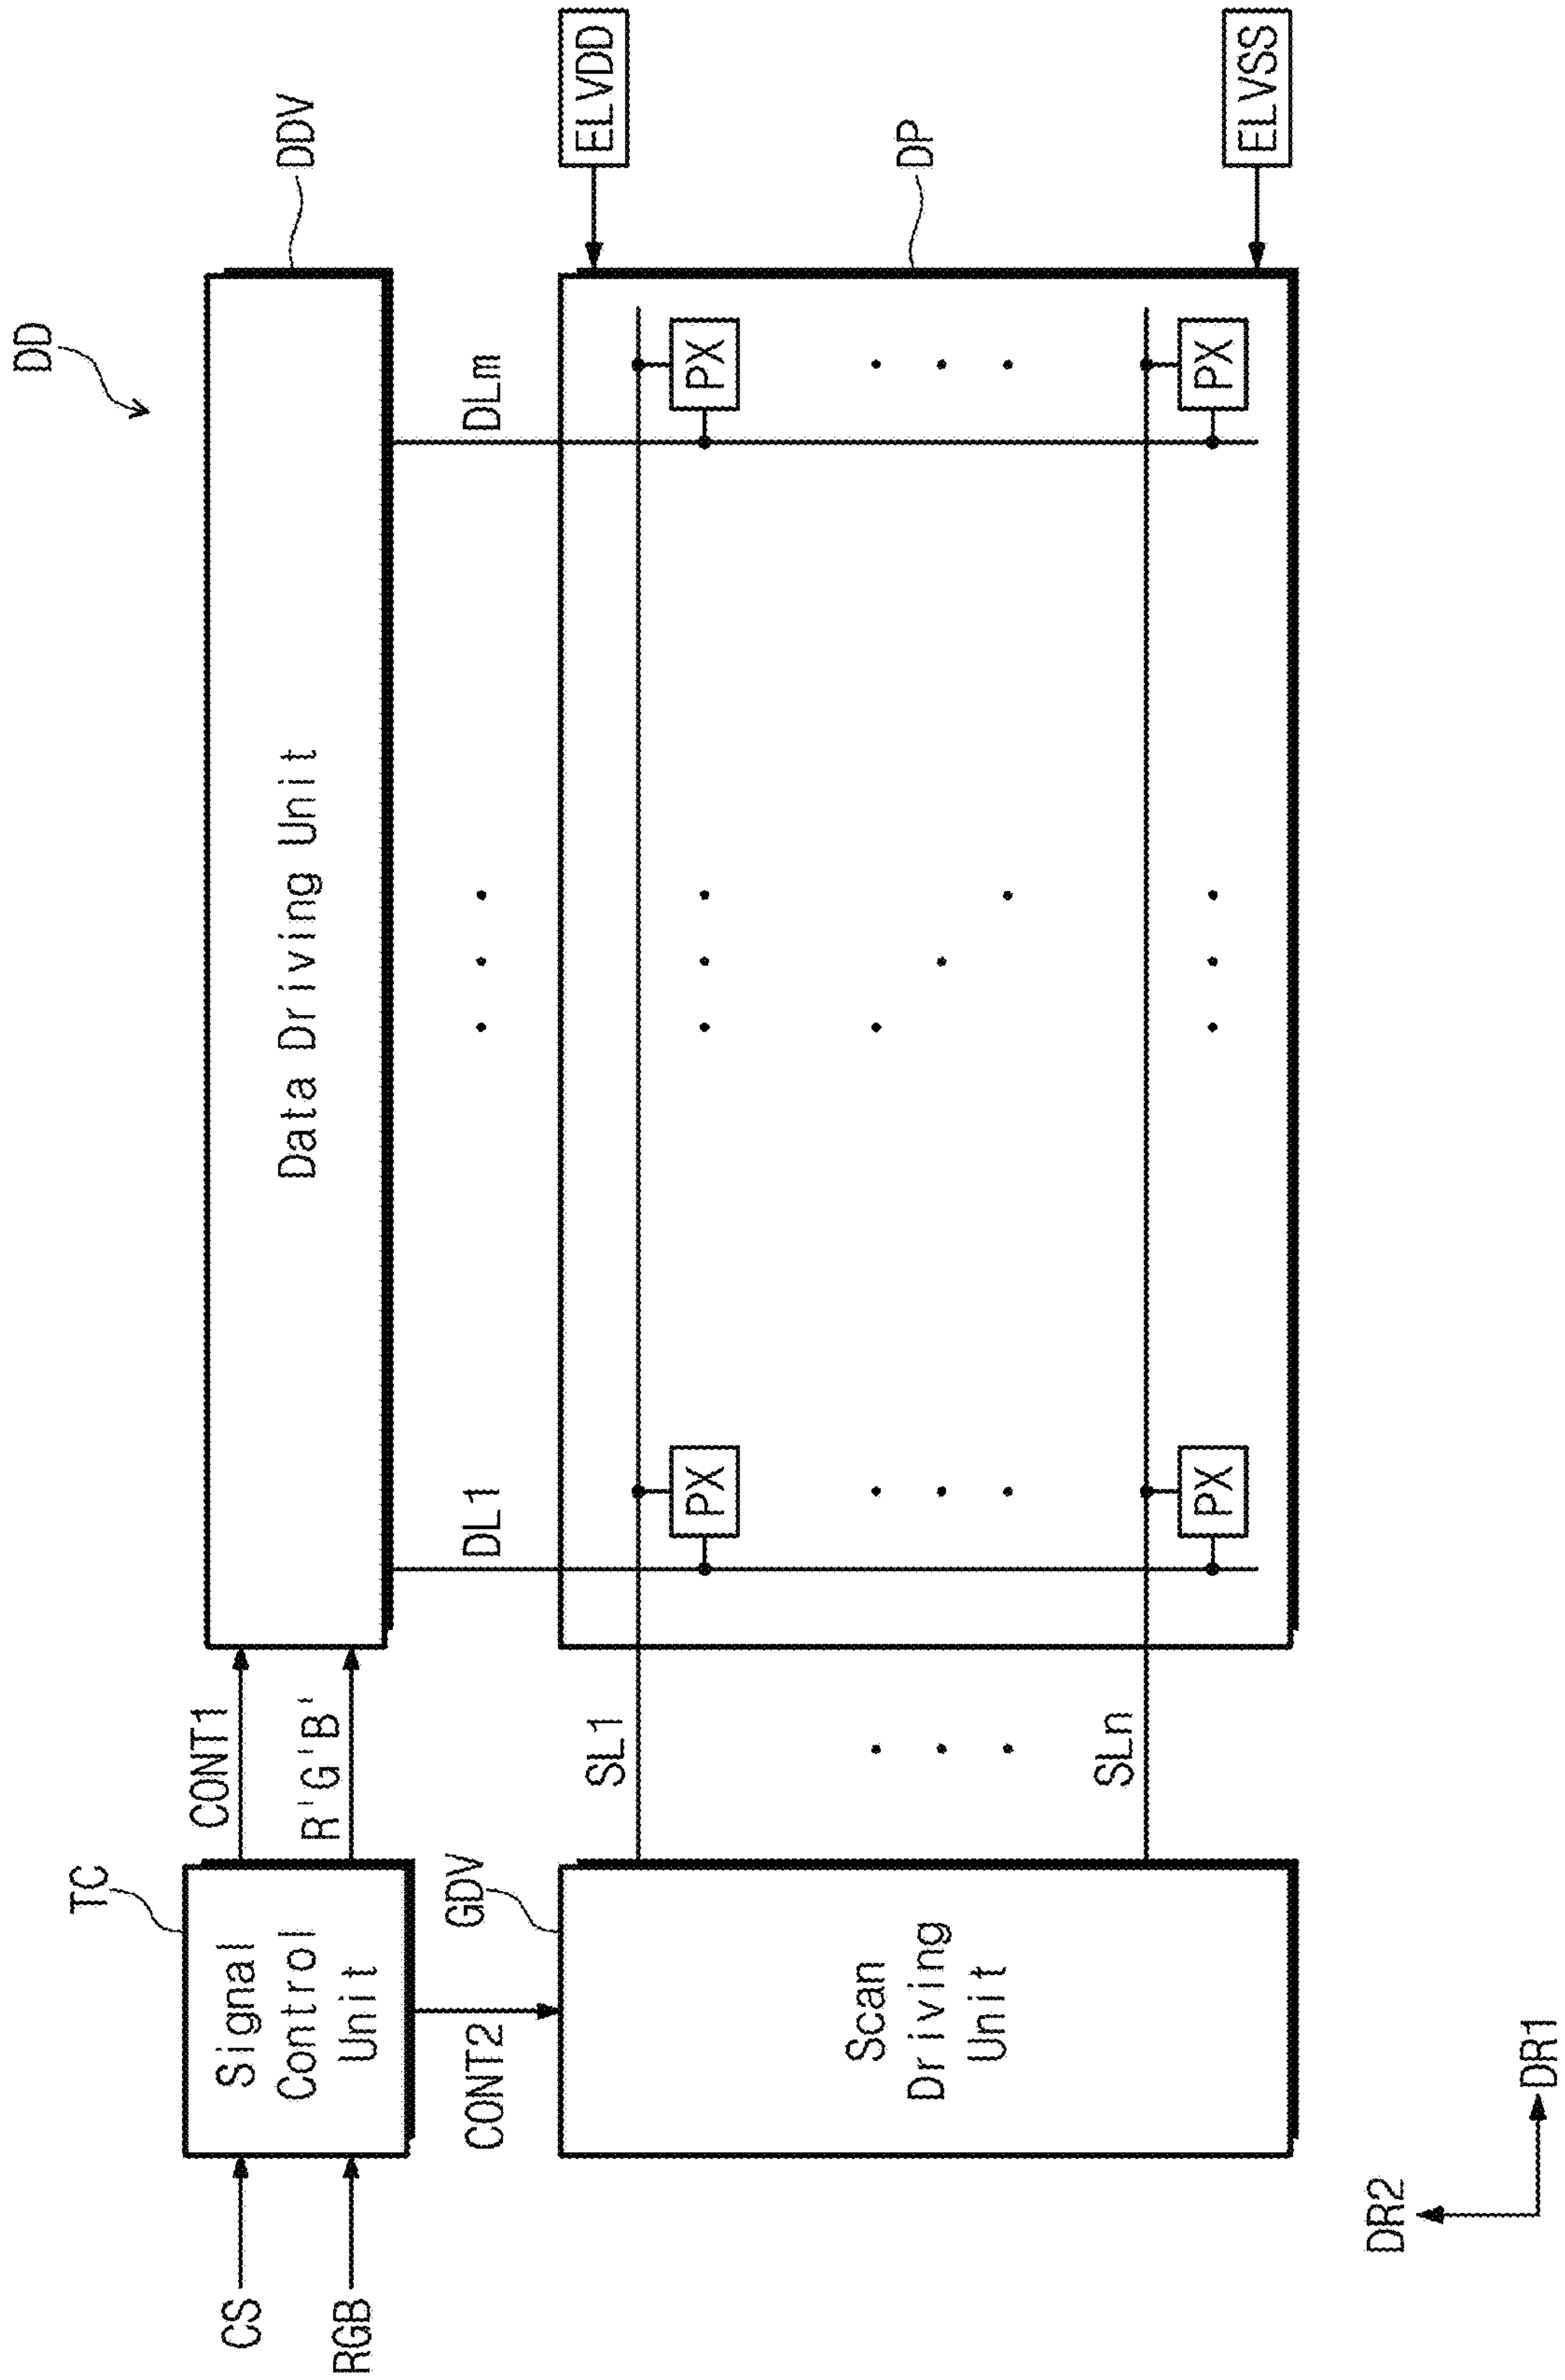 DD
TC
CONT1
DDV
CS
Signal
Control
Unit
Data Driving Unit
RGB
R'G'B'
CONT2
DL1
DLm
GDV
SL1
ELVDD
PX
PX
Scan
Driving
Unit
DP
SLn
ELVSS
PX
PX
DR2
DR1